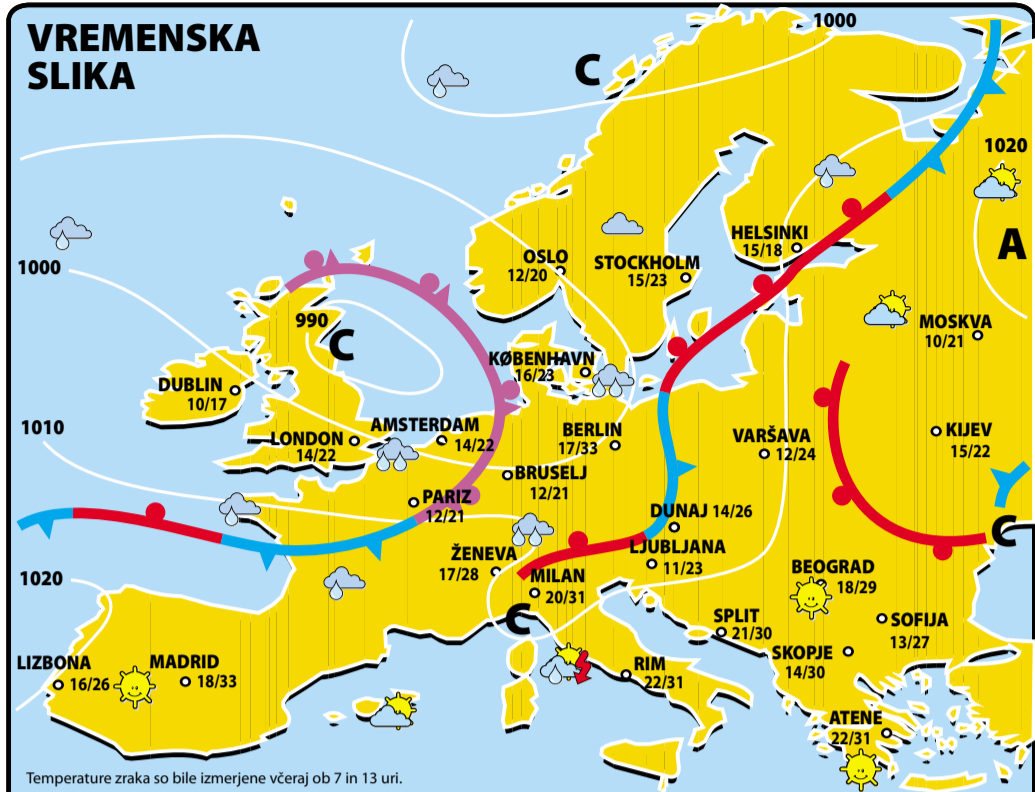 VREMENSKA
SLIKA
1000
C
1020
A
HELSINKI
15/18
OSLO
12/20
STOCKHOLM
15/23
1000
990
C
MOSKVA
10/21
KØBENHAVN
16/23
DUBLIN
10/17
1010
LONDON
14/22
AMSTERDAM
14/22
BERLIN
17/33
VARŠAVA
12/24
KIJEV
15/22
BRUSELJ
12/21
PARIZ
12/21
DUNAJ 14/26
C
ŽENEVA
17/28
LJUBLJANA
11/23
1020
MILAN
20/31
BEOGRAD
18/29
C
SPLIT
21/30
SOFIJA
13/27
SKOPJE
14/30
LIZBONA
16/26
MADRID
18/33
RIM
22/31
ATENE
22/31
Temperature zraka so bile izmerjene včeraj ob 7 in 13 uri.